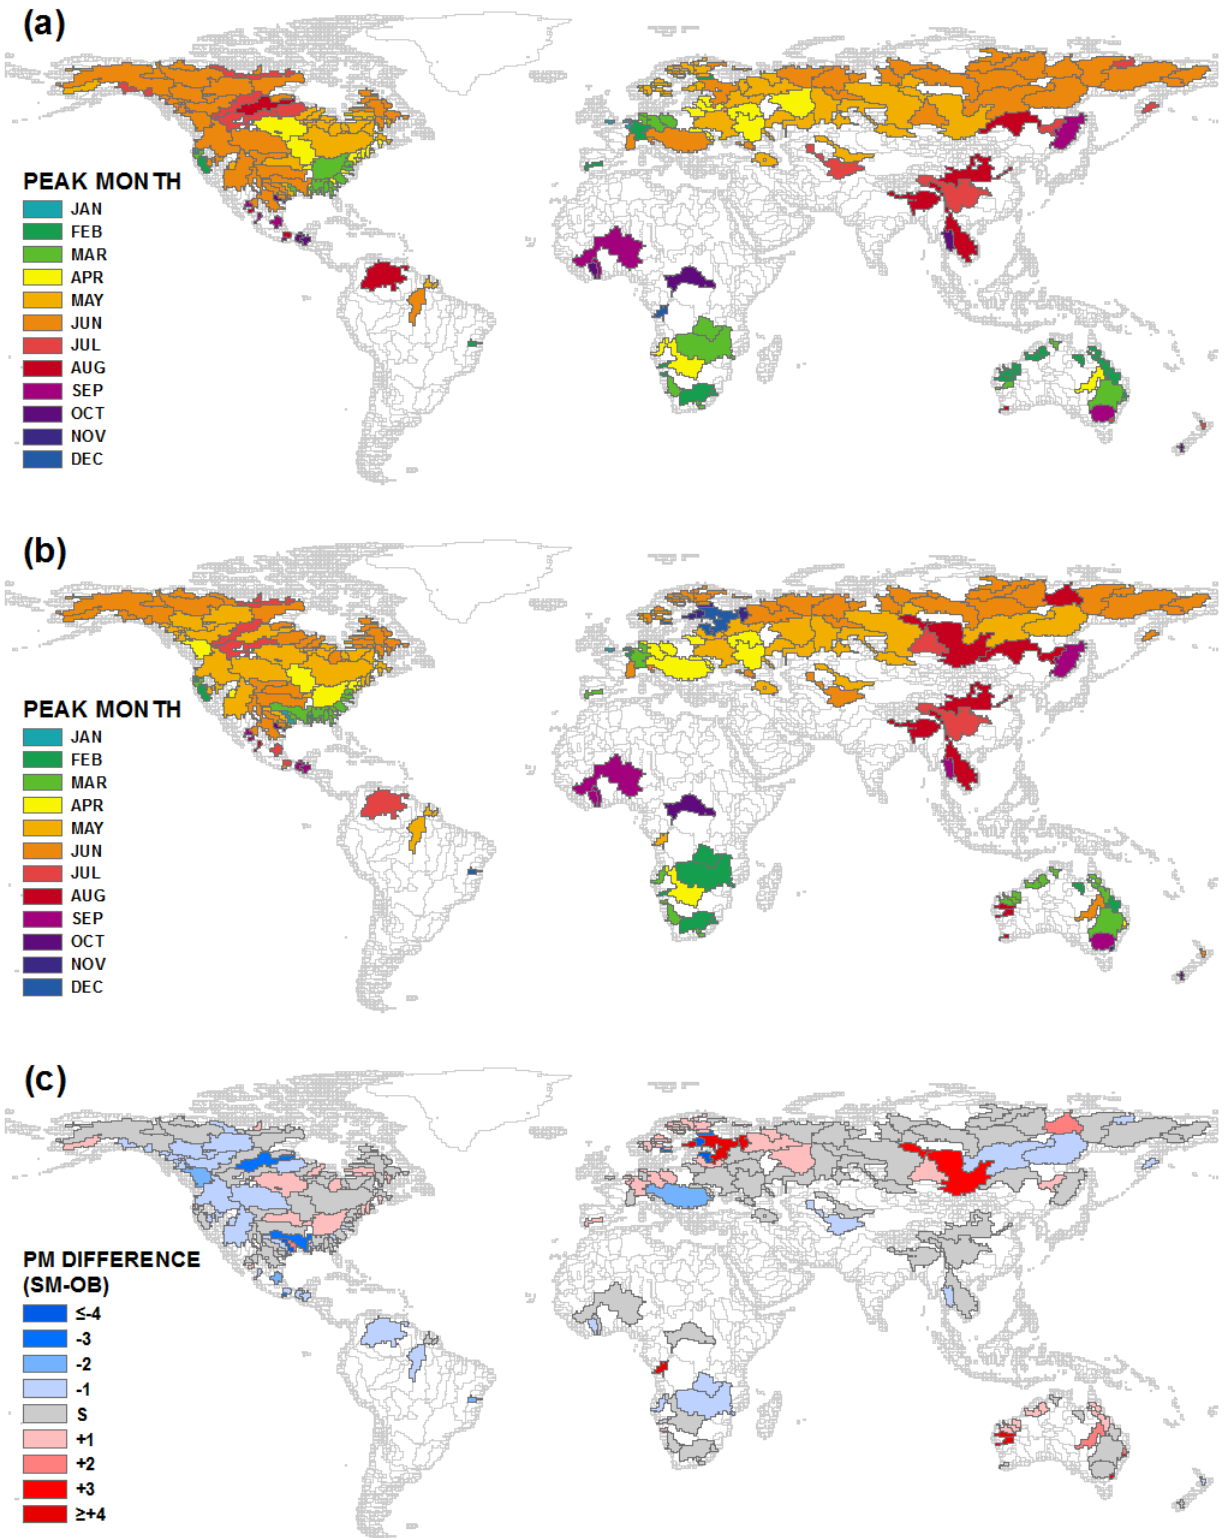 (a)
PEAK MONTH
JAN
FEB
MAR
APR
MAY
JUN
JUL
AUG
SEP
OCT
NOV
DEC
(b)
PEAK MONTH
JAN
FEB
MAR
APR
MAY
JUN
JUL
AUG
SEP
OCT
NOV
DEC
(c)
PM DIFFERENCE
(SM-OB)
≤-4
-3
-2
-1
S
+1
+2
+3
≥+4